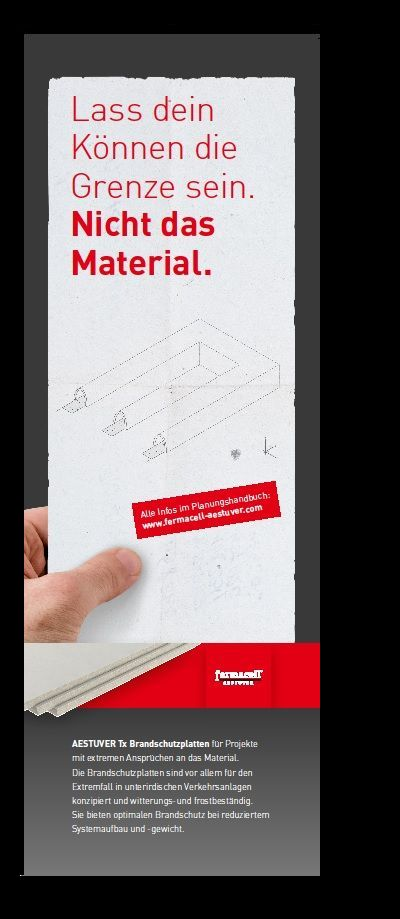 Lass dein
Können die
Grenze sein.
Nicht das
Material.
k
Alle Infos im Planungshandbuch:
www.fermacell-aestuver.com
fermacell
AESTUVER
AESTUVER Tx Brandschutzplatten für Projekte
mit extremen Ansprüchen an das Material.
Die Brandschutzplatten sind vor allem für den
Extremfall in unterirdischen Verkehrsanlagen
konzipiert und witterungs- und frostbeständig.
Sie bieten optimalen Brandschutz bei reduziertem
Systemaufbau und -gewicht.